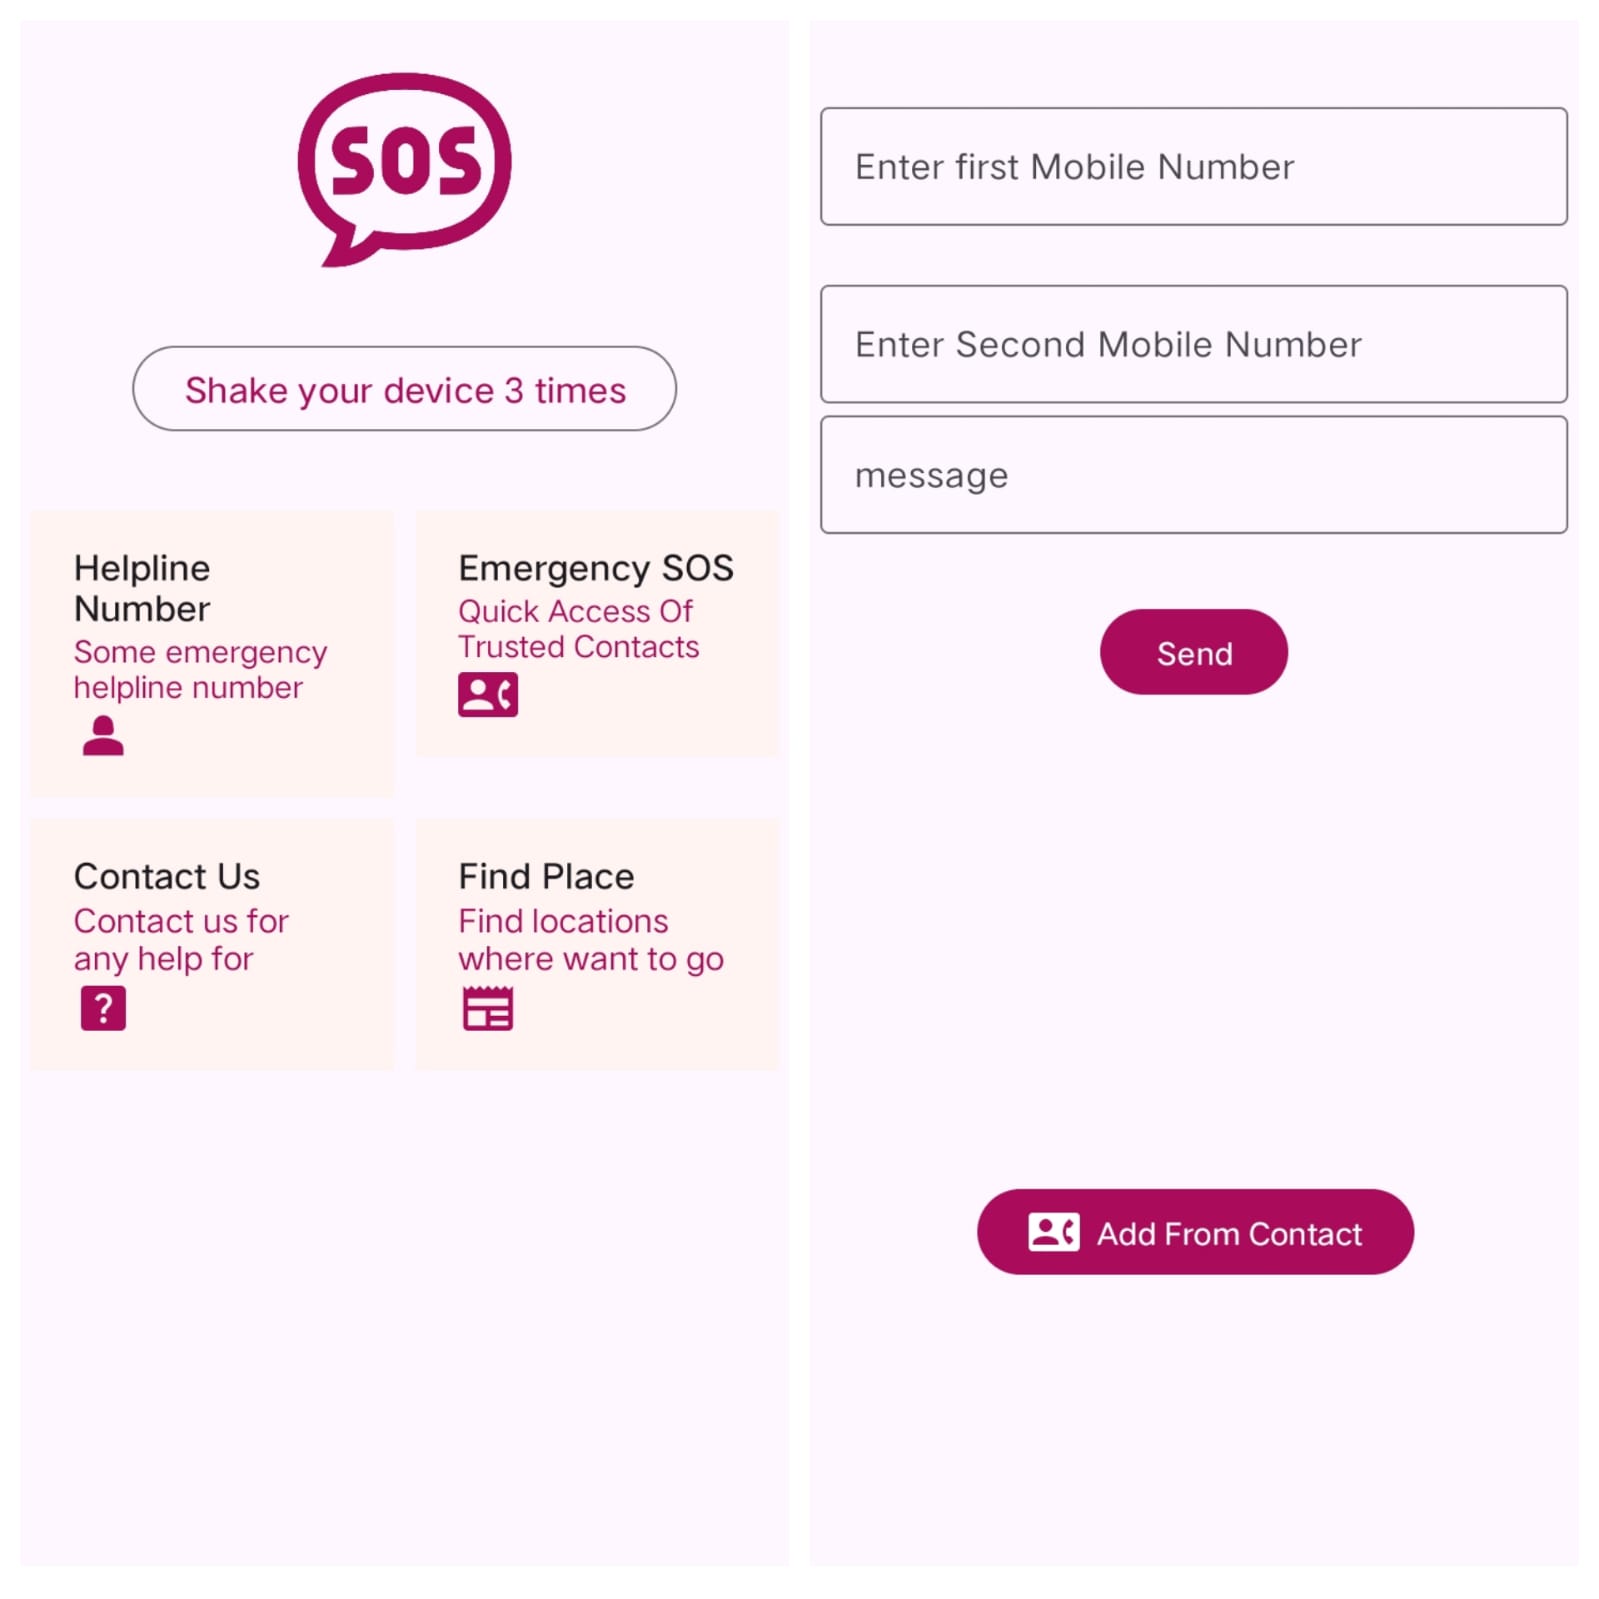 SOS
Shake your device 3 times
Helpline
Number
Some emergency
helpline number
Emergency SOS
Quick Access Of
Trusted Contacts
Contact Us
Contact us for
any help for
?
Find Place
Find locations
where want to go
Enter first Mobile Number
Enter Second Mobile Number
message
Send
Add From Contact